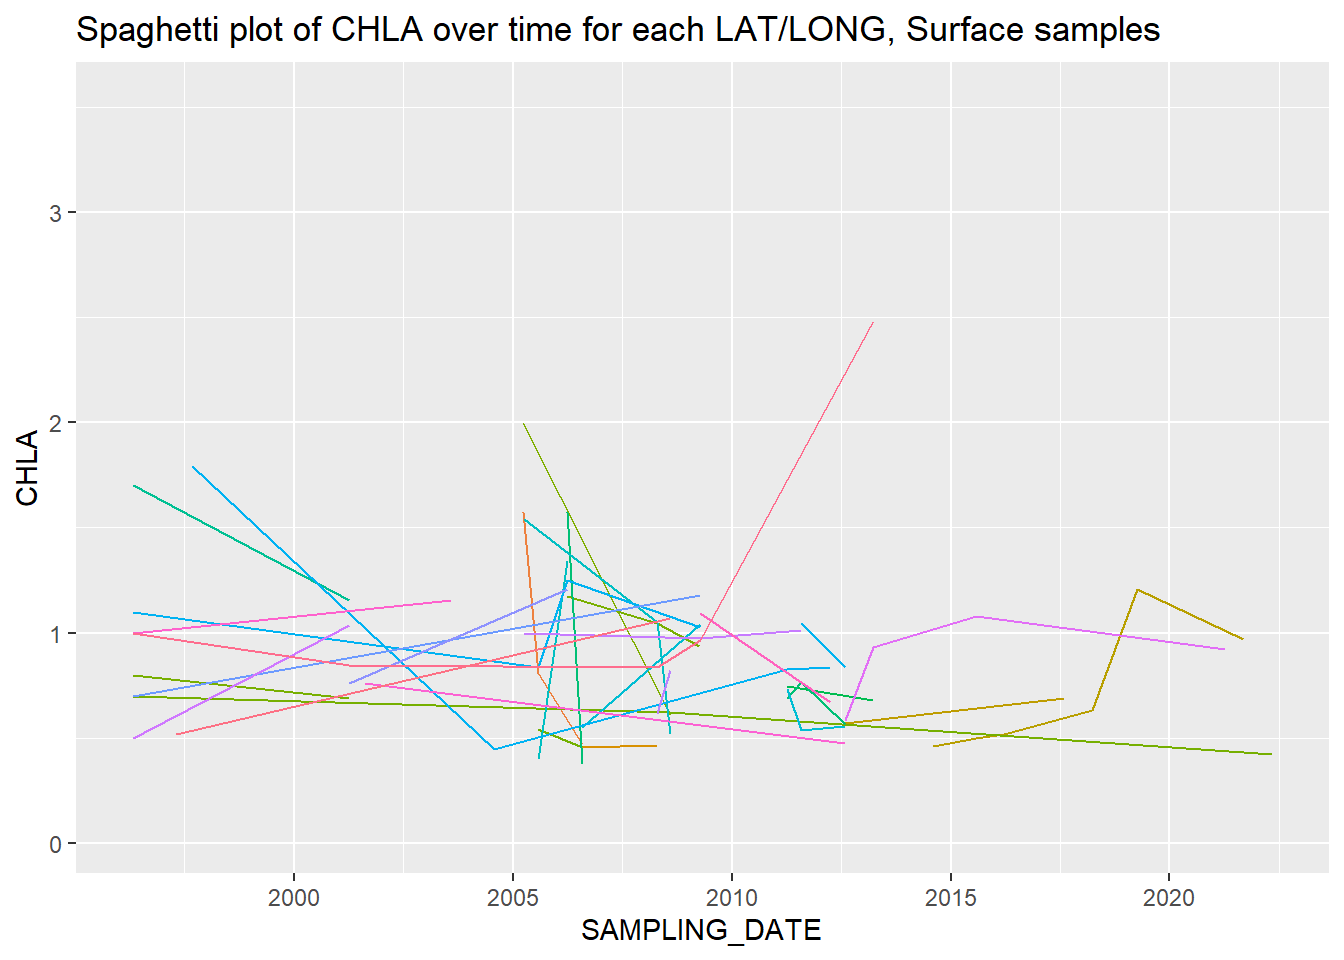 Spaghetti plot of CHLA over time for each LAT/LONG, Surface samples
3
2
1
0
CHLA
2000 2005 2010 2015 2020
SAMPLING_DATE